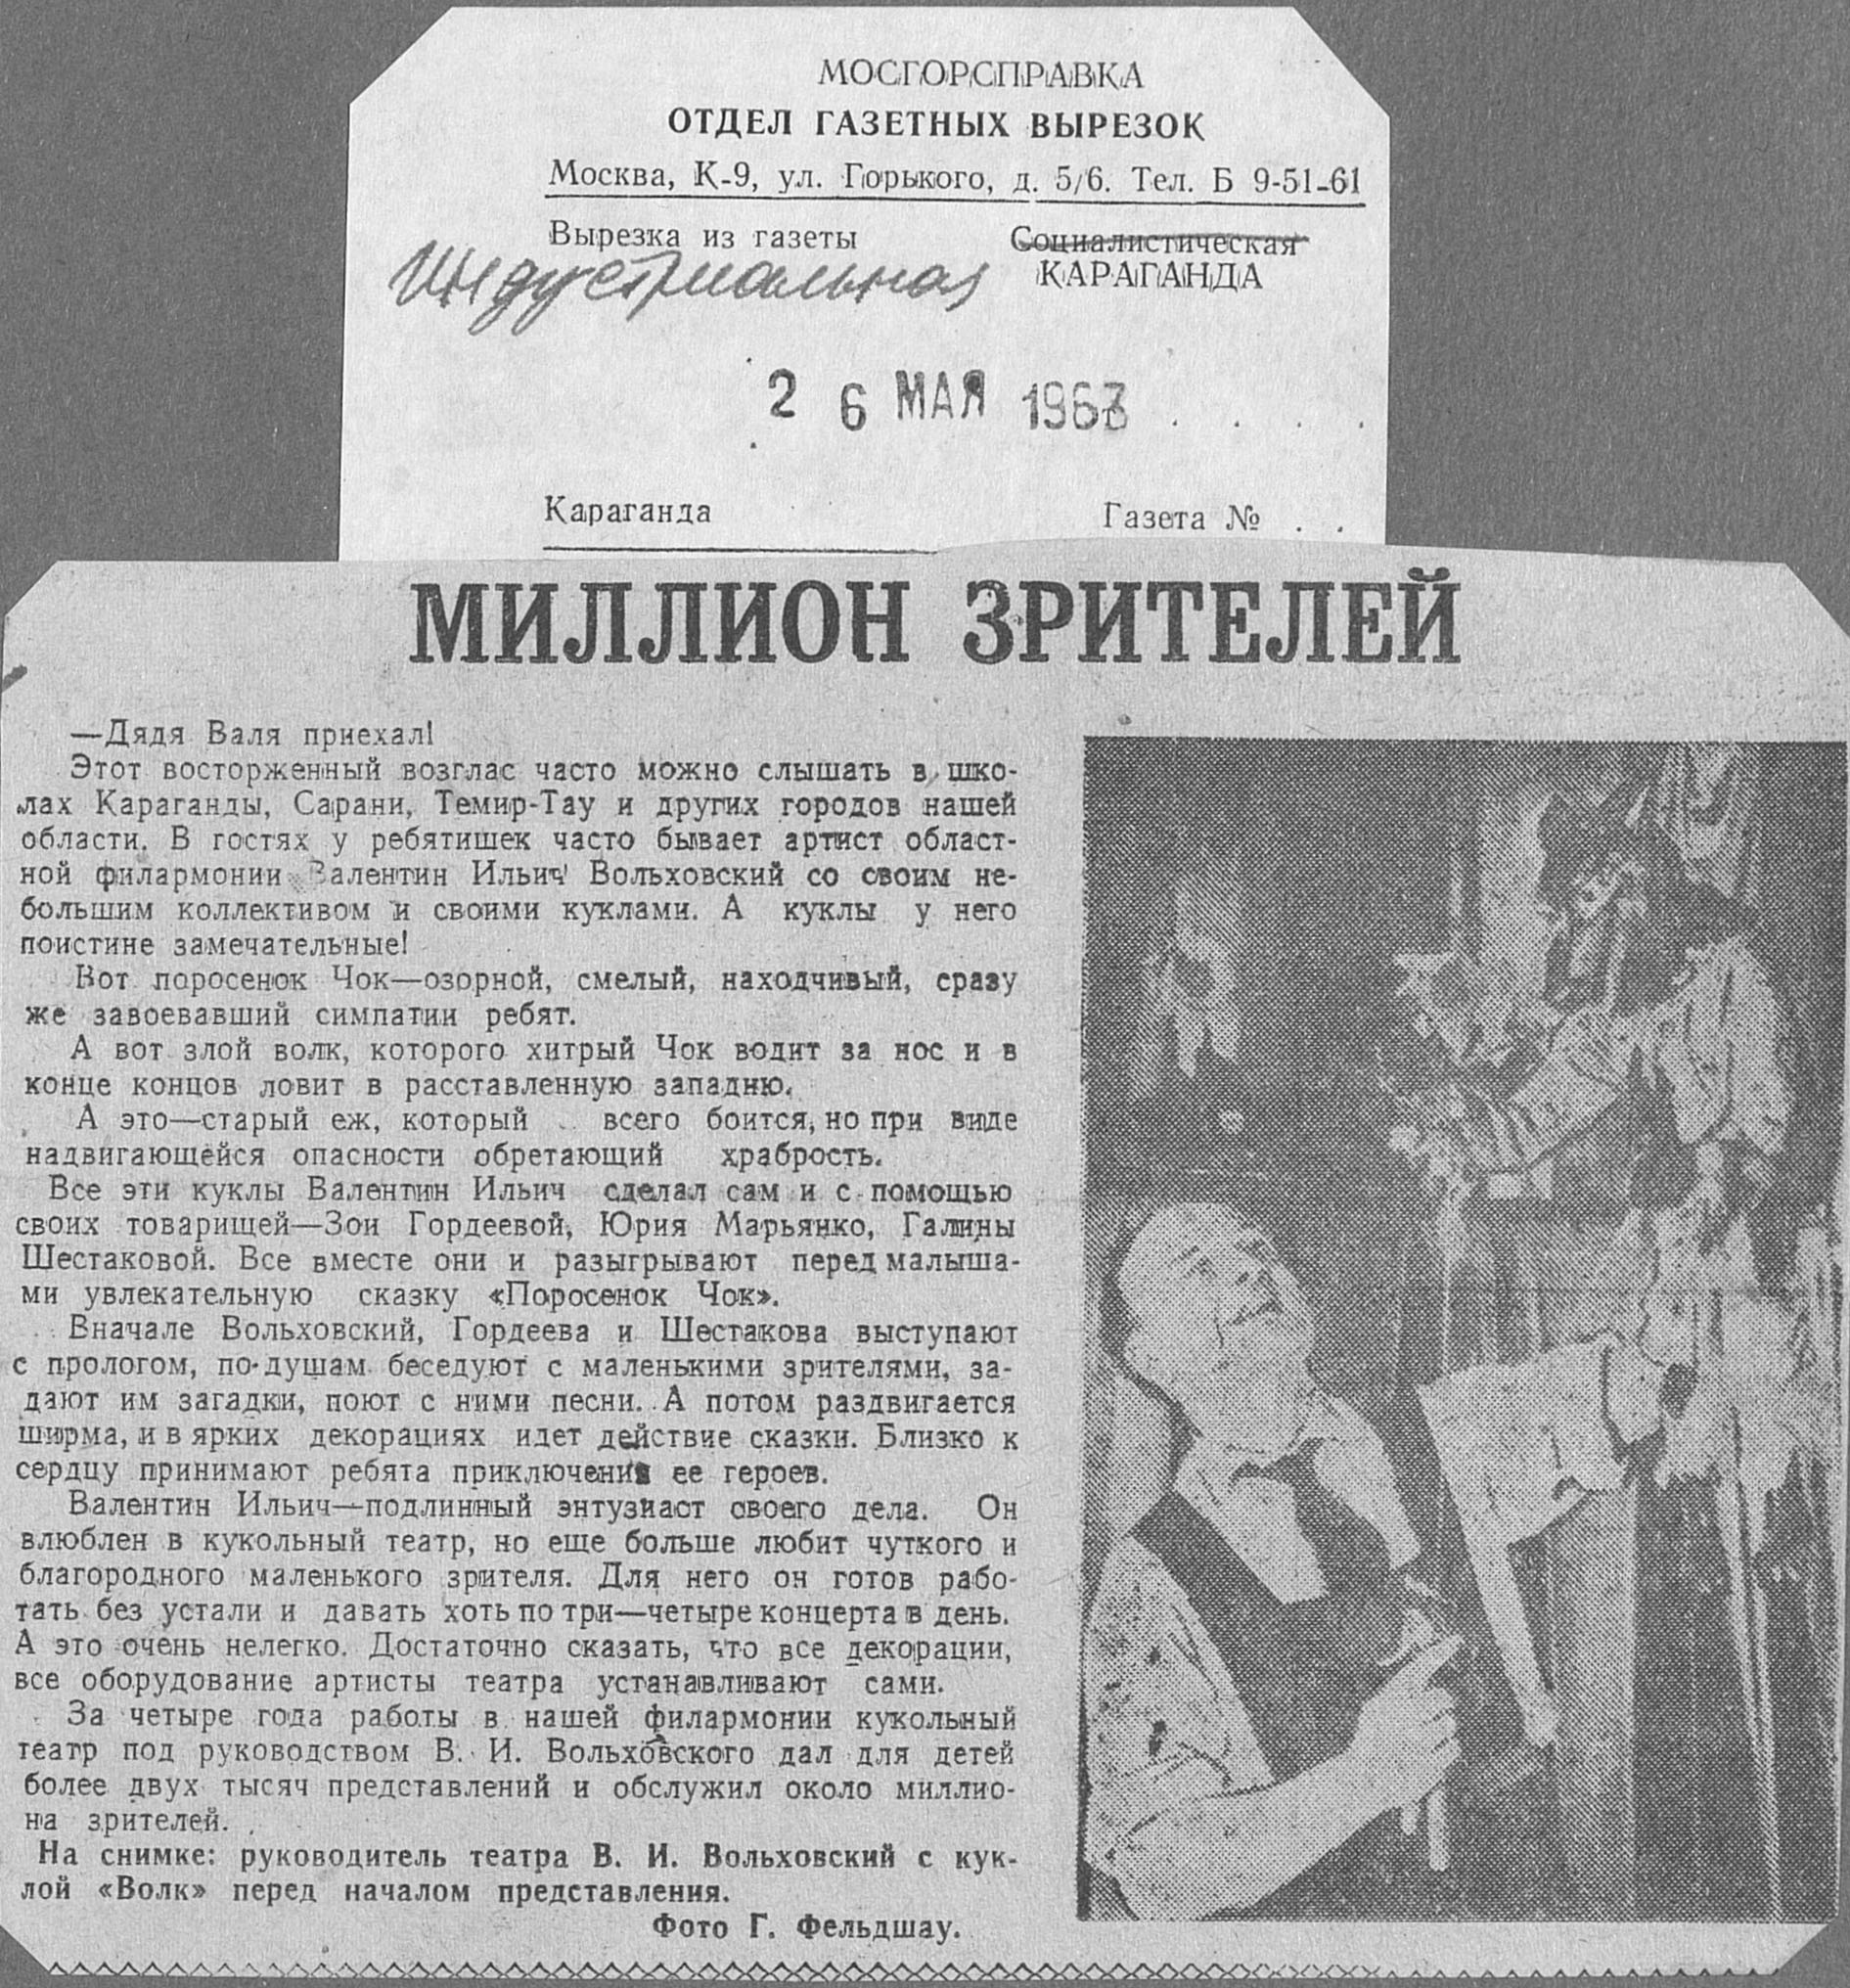 МОСГОРСПРАВКА
ОТДЕЛ ГАЗЕТНЫХ ВЫРЕЗОК
Москва, К-9, ул. Горького, д. 5/6. Тел. Б 9-51-61
Вырезка из газеты Социалистическая
Индустриальная КАРАГАНДА
2 6 МАЯ
Караганда Газета № . .
МИЛЛИОН ЗРИТЕЛЕЙ
—Дядя Валя приехал!
Этот восторженный возглас часто можно слышать в шко-
лах Караганды, Сарани, Темир-Тау и других городов нашей
области. В гостях у ребятишек часто бывает артист област-
ной филармонии Валентин Ильич Вольховский со своим не-
большим коллективом и своими куклами. А куклы у него
поистине замечательные!
Вот поросенок Чок—озорной, смелый, находчивый, сразу
же завоевавший симпатии ребят.
А вот злой волк, которого хитрый Чок водит за нос и в
конце концов ловит в расставленную западню.
А это—старый еж, который всего боится, но при виде
надвигающейся опасности обретающий храбрость.
Все эти куклы Валентин Ильич сделал сам и с помощью
своих товарищей—Зои Гордеевой, Юрия Марьянко, Галины
Шестаковой. Все вместе они и разыгрывают перед малыша-
ми увлекательную сказку «Поросенок Чок».
Вначале Вольховский, Гордеева и Шестакова выступают
с прологом, по-душам беседуют с маленькими зрителями, за-
дают им загадки, поют с ними песни. А потом раздвигается
ширма, и в ярких декорациях идет действие сказки. Близко к
сердцу принимают ребята приключения ее героев.
Валентин Ильич—подлинный энтузиаст своего дела. Он
влюблен в кукольный театр, но еще больше любит чуткого и
благородного маленького зрителя. Для него он готов рабо-
тать без устали и давать хоть по три—четыре концерта в день.
А это очень нелегко. Достаточно сказать, что все декорации,
все оборудование артисты театра устанавливают сами.
За четыре года работы в нашей филармонии кукольный
театр под руководством В. И. Вольховского дал для детей
более двух тысяч представлений и обслужил около миллио-
на зрителей.
На снимке: руководитель театра В. И. Вольховский с кук-
лой «Волк» перед началом представления.
Фото Г. Фельдшау.